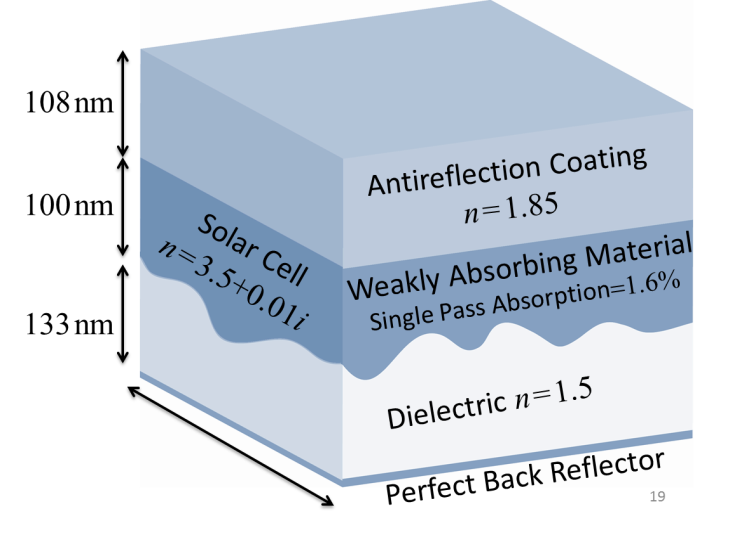 108 nm
100 nm
133 nm
Antireflection Coating
n=1.85
Solar Cell
n=3.5+0.01i
Weakly Absorbing Material
Single Pass Absorption=1.6%
Dielectric n=1.5
Perfect Back Reflector
19